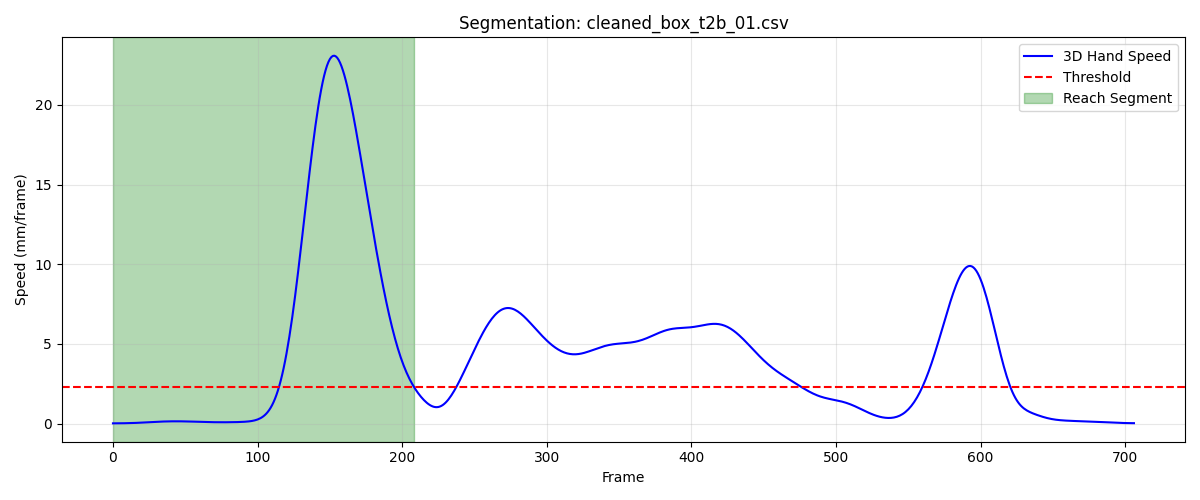 Segmentation: cleaned_box_t2b_01.csv
3D Hand Speed
Threshold
Reach Segment
Speed (mm/frame)
20
15
10
5
0
0 100 200 300 400 500 600 700
Frame